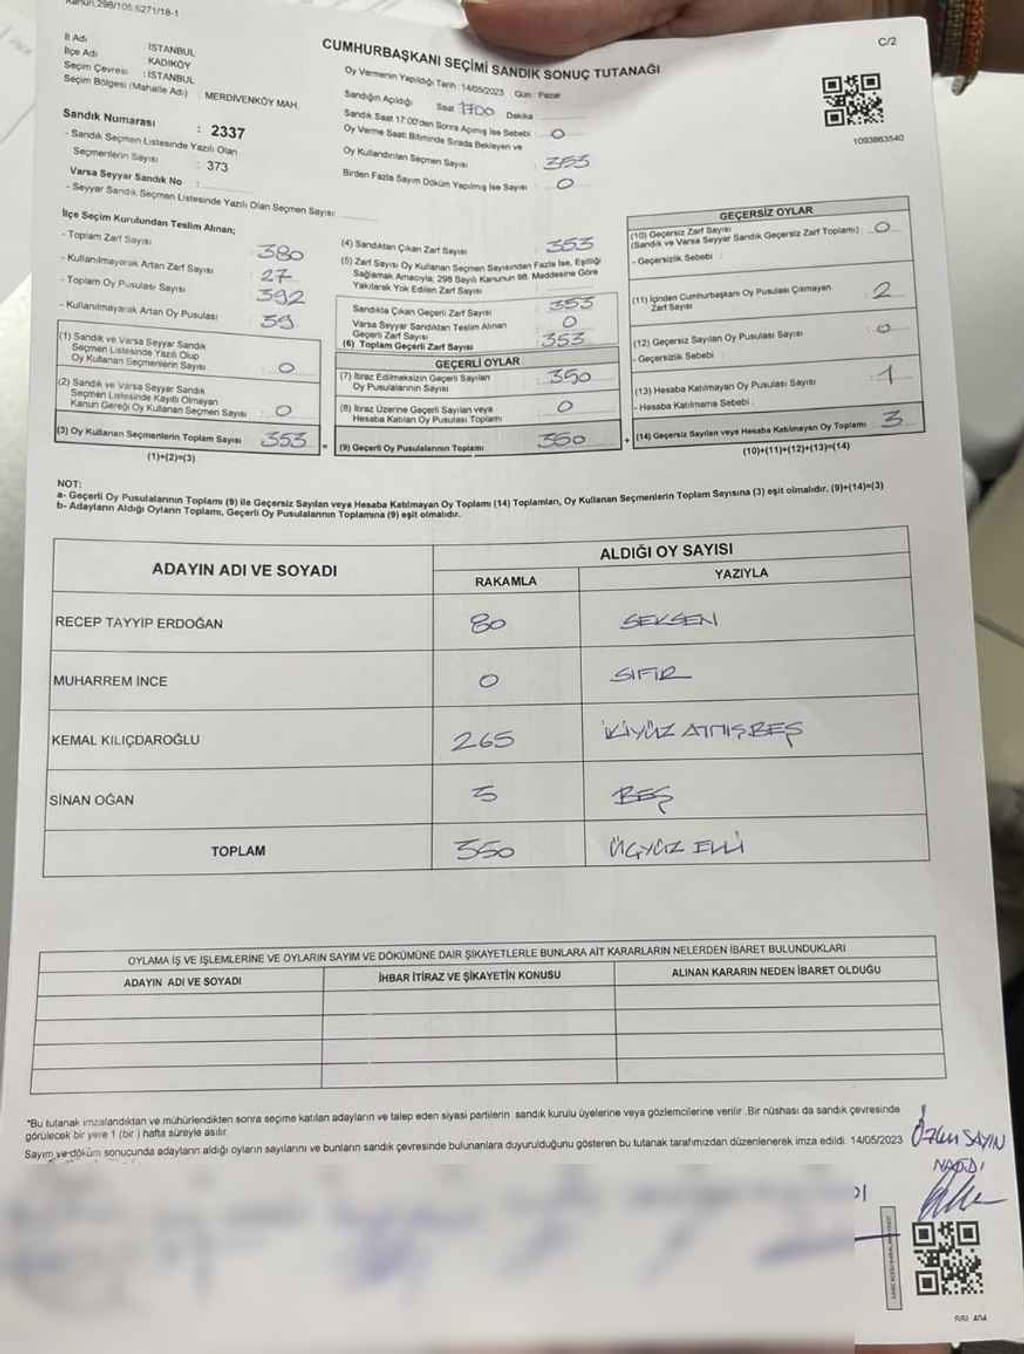 Kanun.298/105.5271/18-1
C/2
CUMHURBAŞKANI SEÇİMİ SANDIK SONUÇ TUTANAĞI
İl Adı İSTANBUL
İlçe Adı KADIKÖY
Seçim Çevresi : İSTANBUL
Seçim Bölgesi (Mahalle Adı) : MERDİVENKÖY MAH.
Sandık Numarası : 2337
- Sandık Seçmen Listesinde Yazılı Olan
Seçmenlerin Sayısı : 373
Varsa Seyyar Sandık No :
- Seyyar Sandık Seçmen Listesinde Yazılı Olan Seçmen Sayısı :
Oy Vermenin Yapıldığı Tarih : 14/05/2023 Gün : Pazar
Sandığın Açıldığı Saat 1700 Dakika
Sandık Saat 17:00'den Sonra Açılmış İse Sebebi :
Oy Verme Saati Bitiminde Sırada Bekleyen ve 0
Oy Kullandırılan Seçmen Sayısı 353
Birden Fazla Sayım Döküm Yapılmış İse Sayısı 0
1093863540
İlçe Seçim Kurulundan Teslim Alınan;
- Toplam Zarf Sayısı 380
- Kullanılmayarak Artan Zarf Sayısı 27
- Toplam Oy Pusulası Sayısı 392
- Kullanılmayarak Artan Oy Pusulası 39
(1) Sandık ve Varsa Seyyar Sandık
Seçmen Listesinde Yazılı Olup
Oy Kullanan Seçmenlerin Sayısı 0
(2) Sandık ve Varsa Seyyar Sandık
Seçmen Listesinde Kayıtlı Olmayan
Kanun Gereği Oy Kullanan Seçmen Sayısı 0
(3) Oy Kullanan Seçmenlerin Toplam Sayısı 353
(1)+(2)=(3)
(4) Sandıktan Çıkan Zarf Sayısı 353
(5) Zarf Sayısı Oy Kullanan Seçmen Sayısından Fazla İse, Eşitliği
Sağlamak Amacıyla; 298 Sayılı Kanunun 98. Maddesine Göre
Yakılarak Yok Edilen Zarf Sayısı
Sandıkta Çıkan Geçerli Zarf Sayısı 353
Varsa Seyyar Sandıktan Teslim Alınan
Geçerli Zarf Sayısı 0
(6) Toplam Geçerli Zarf Sayısı 353
GEÇERLİ OYLAR
(7) İtiraz Edilmeksizin Geçerli Sayılan
Oy Pusulalarının Sayısı 350
(8) İtiraz Üzerine Geçerli Sayılan veya
Hesaba Katılan Oy Pusulası Toplamı 0
= (9) Geçerli Oy Pusulalarının Toplamı 350
GEÇERSİZ OYLAR
(10) Geçersiz Zarf Sayısı 0
(Sandık ve Varsa Seyyar Sandık Geçersiz Zarf Toplamı) :
- Geçersizlik Sebebi :
(11) İçinden Cumhurbaşkanı Oy Pusulası Çıkmayan
Zarf Sayısı 2
(12) Geçersiz Sayılan Oy Pusulası Sayısı 0
- Geçersizlik Sebebi :
(13) Hesaba Katılmayan Oy Pusulası Sayısı 1
- Hesaba Katılmama Sebebi :
+ (14) Geçersiz Sayılan veya Hesaba Katılmayan Oy Toplamı 3
(10)+(11)+(12)+(13)=(14)
NOT:
a- Geçerli Oy Pusulalarının Toplamı (9) ile Geçersiz Sayılan veya Hesaba Katılmayan Oy Toplamı (14) Toplamları, Oy Kullanan Seçmenlerin Toplam Sayısına (3) eşit olmalıdır. (9)+(14)=(3)
b- Adayların Aldığı Oyların Toplamı, Geçerli Oy Pusulalarının Toplamına (9) eşit olmalıdır.
ADAYIN ADI VE SOYADI
ALDIĞI OY SAYISI
RAKAMLA YAZIYLA
RECEP TAYYİP ERDOĞAN 80 SEKSEN
MUHARREM İNCE 0 SIFIR
KEMAL KILIÇDAROĞLU 265 İKİYÜZ ATMIŞBEŞ
SİNAN OĞAN 5 BEŞ
TOPLAM 350 ÜÇYÜZ ELLİ
OYLAMA İŞ VE İŞLEMLERİNE VE OYLARIN SAYIM VE DÖKÜMÜNE DAİR ŞİKAYETLERLE BUNLARA AİT KARARLARIN NELERDEN İBARET BULUNDUKLARI
ADAYIN ADI VE SOYADI İHBAR İTİRAZ VE ŞİKAYETİN KONUSU ALINAN KARARIN NEDEN İBARET OLDUĞU
*Bu tutanak imzalandıktan ve mühürlendikten sonra seçime katılan adayların ve talep eden siyasi partilerin sandık kurulu üyelerine veya gözlemcilerine verilir. Bir nüshası da sandık çevresinde
görülecek bir yere 1 (bir) hafta süreyle asılır.
Sayım ve döküm sonucunda adayların aldığı oyların sayılarını ve bunların sandık çevresinde bulunanlara duyurulduğunu gösteren bu tutanak tarafımızdan düzenlenerek imza edildi. 14/05/2023
SAYIN